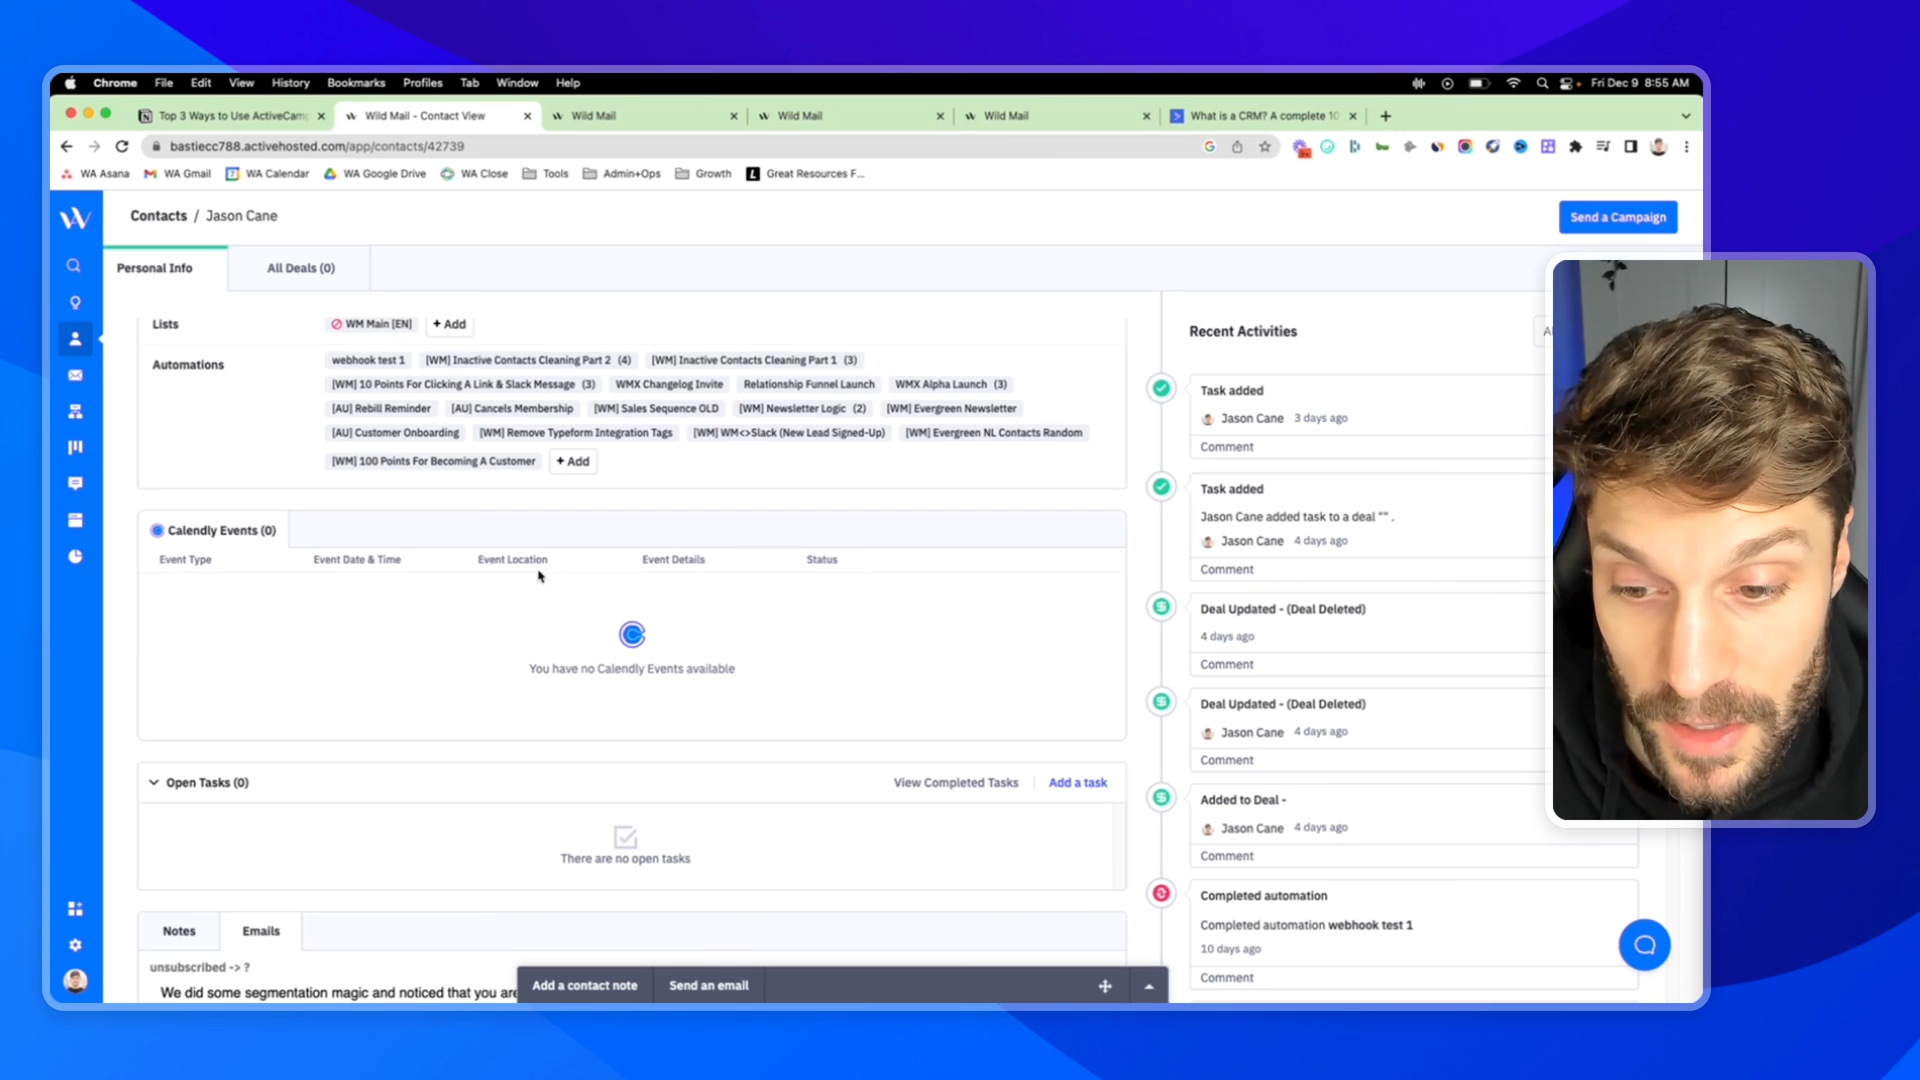 Chrome File Edit View History Bookmarks Profiles Tab Window Help Fri Dec 9 8:55 AM
Top 3 Ways to Use ActiveCam Wild Mail - Contact View Wild Mail Wild Mail Wild Mail What is a CRM? A complete 10
bastiecc788.activehosted.com/app/contacts/42739
WA Asana WA Gmail WA Calendar WA Google Drive WA Close Tools Admin+Ops Growth Great Resources F...
Contacts / Jason Cane
Send a Campaign
Personal Info All Deals (0)
Lists WM Main [EN] + Add
Automations webhook test 1 [WM] Inactive Contacts Cleaning Part 2 (4) [WM] Inactive Contacts Cleaning Part 1 (3)
[WM] 10 Points For Clicking A Link & Slack Message (3) WMX Changelog Invite Relationship Funnel Launch WMX Alpha Launch (3)
[AU] Rebill Reminder [AU] Cancels Membership [WM] Sales Sequence OLD [WM] Newsletter Logic (2) [WM] Evergreen Newsletter
[AU] Customer Onboarding [WM] Remove Typeform Integration Tags [WM] WM<>Slack (New Lead Signed-Up) [WM] Evergreen NL Contacts Random
[WM] 100 Points For Becoming A Customer + Add
Calendly Events (0)
Event Type Event Date & Time Event Location Event Details Status
You have no Calendly Events available
Open Tasks (0) View Completed Tasks Add a task
There are no open tasks
Notes Emails
unsubscribed -> ?
We did some segmentation magic and noticed that you are
Add a contact note Send an email
Recent Activities
Task added
Jason Cane 3 days ago
Comment
Task added
Jason Cane added task to a deal "" .
Jason Cane 4 days ago
Comment
Deal Updated - (Deal Deleted)
4 days ago
Comment
Deal Updated - (Deal Deleted)
Jason Cane 4 days ago
Comment
Added to Deal -
Jason Cane 4 days ago
Comment
Completed automation
Completed automation webhook test 1
10 days ago
Comment